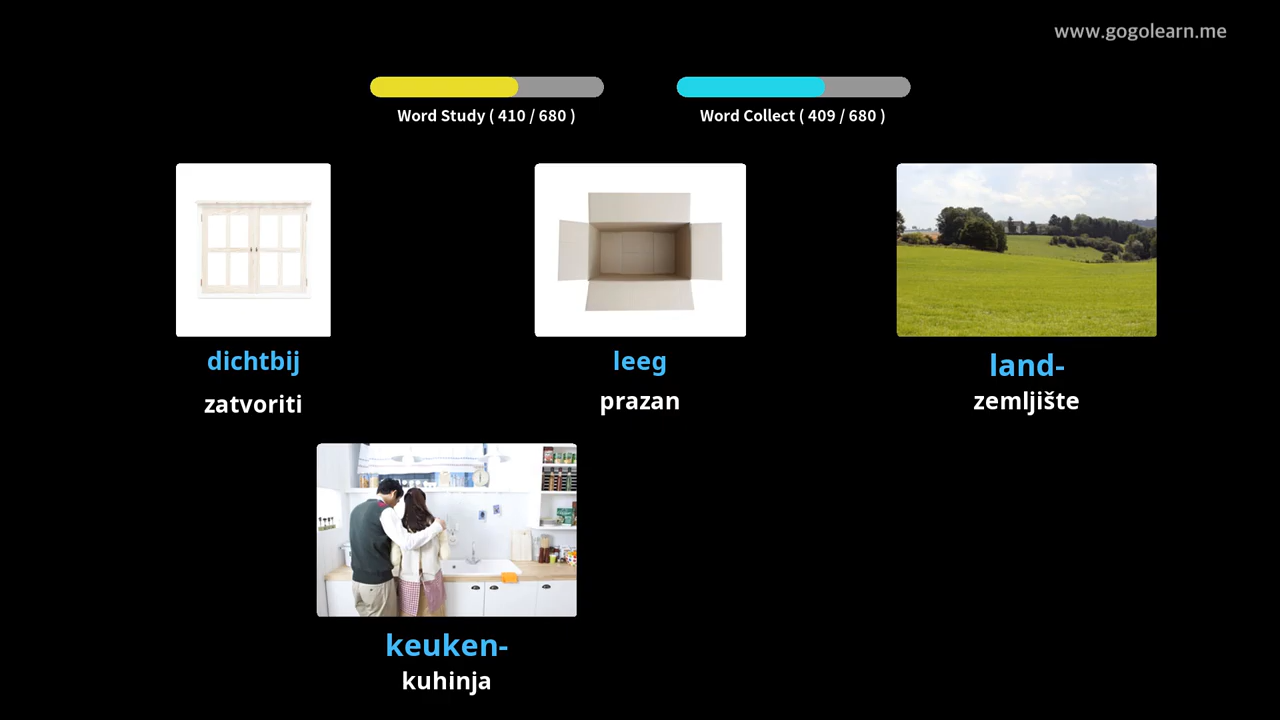 www.gogolearn.me
Word Study ( 410 / 680 )
Word Collect ( 409 / 680 )
dichtbij
zatvoriti
leeg
prazan
land-
zemljište
keuken-
kuhinja